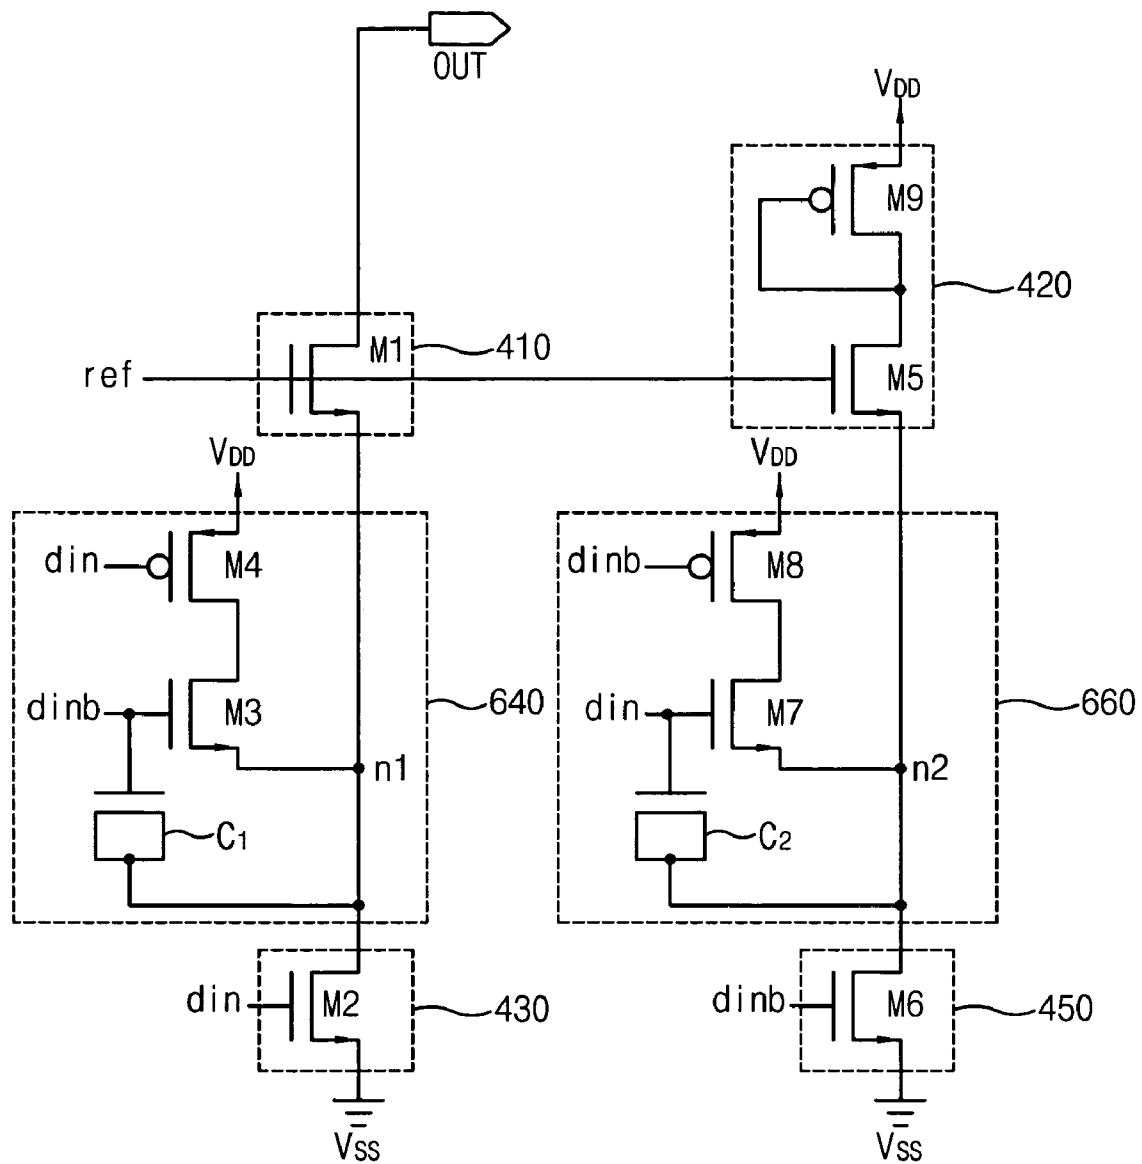 OUT
VDD
M9
420
M1
410
ref
M5
VDD
VDD
din
M4
dinb
M8
dinb
M3
640
din
M7
660
n1
n2
C1
C2
din
M2
430
dinb
M6
450
VSS
VSS